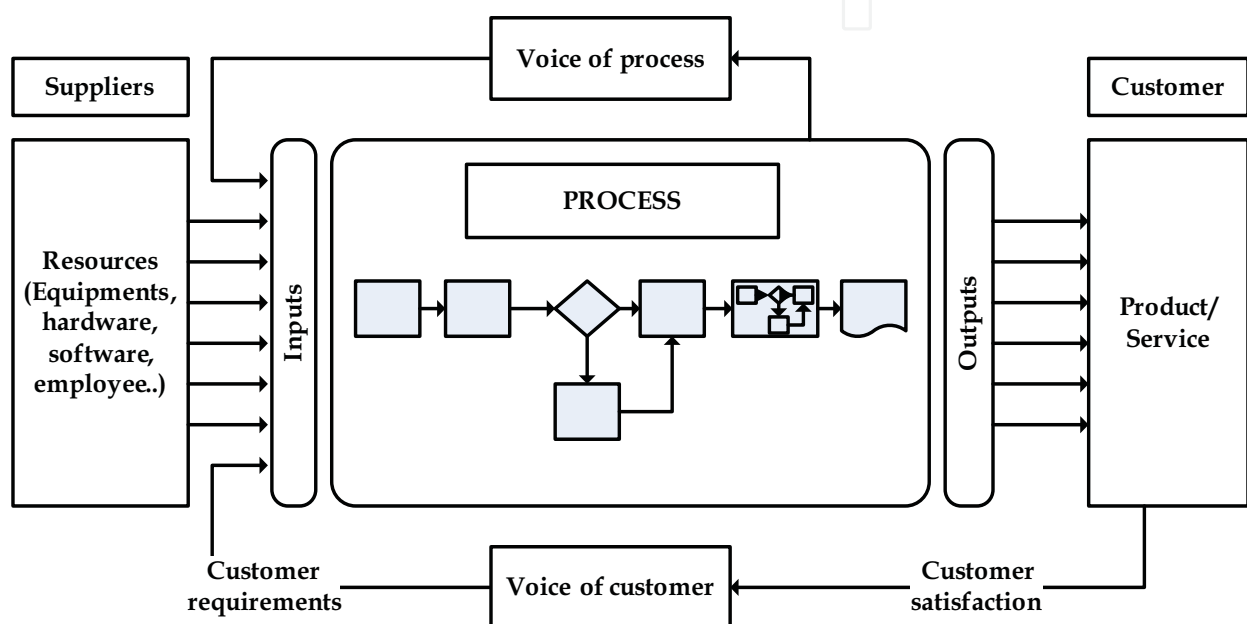 Voice of process
Suppliers
Customer
PROCESS
Resources
(Equipments,
hardware,
software,
employee..)
Inputs
Outputs
Product/
Service
Customer
requirements
Voice of customer
Customer
satisfaction